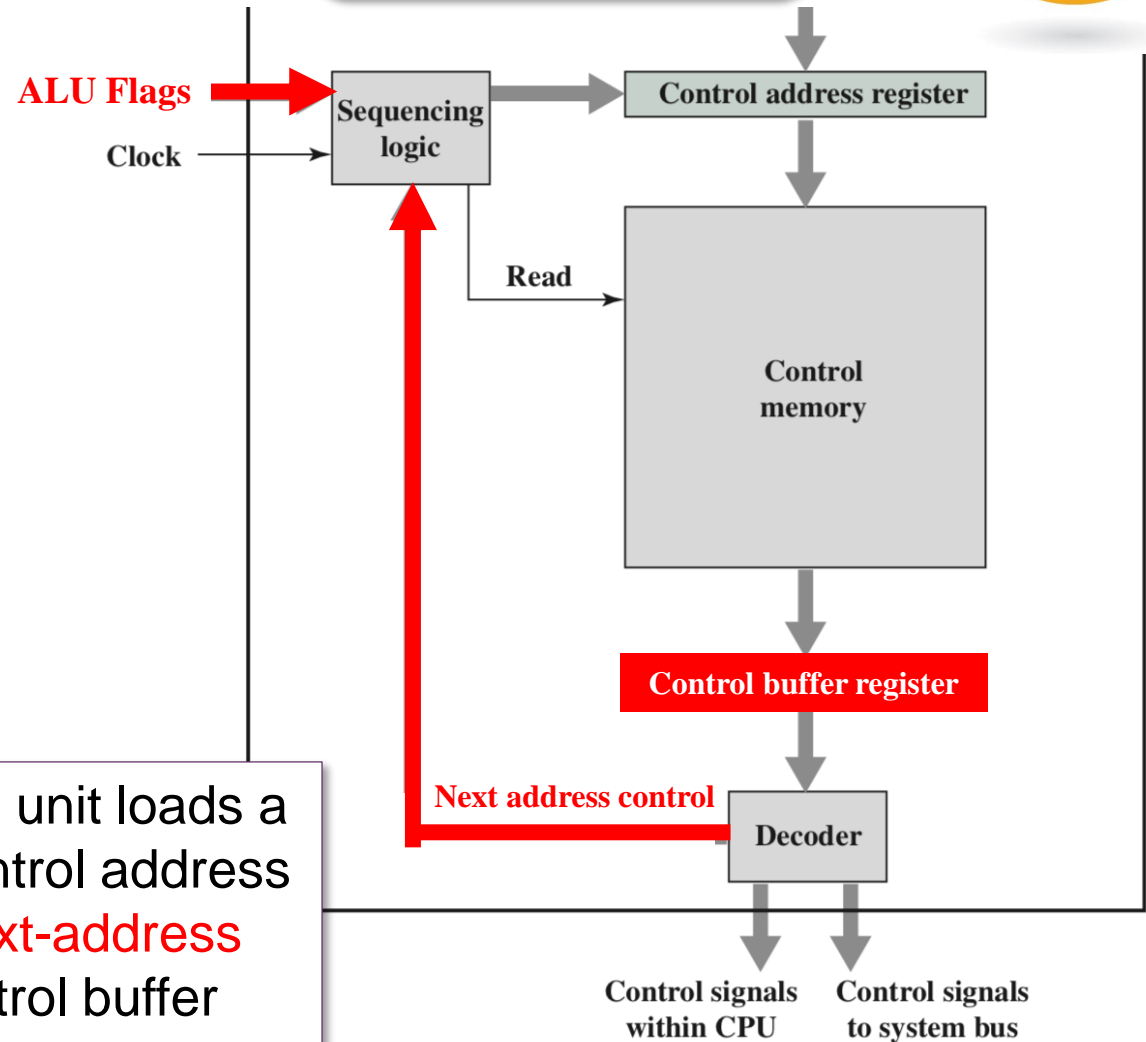 ALU Flags
Sequencing
logic
Control address register
Clock
Read
Control
memory
Control buffer register
Next address control
Decoder
unit loads a
ntrol address
xt-address
trol buffer
Control signals
within CPU
Control signals
to system bus